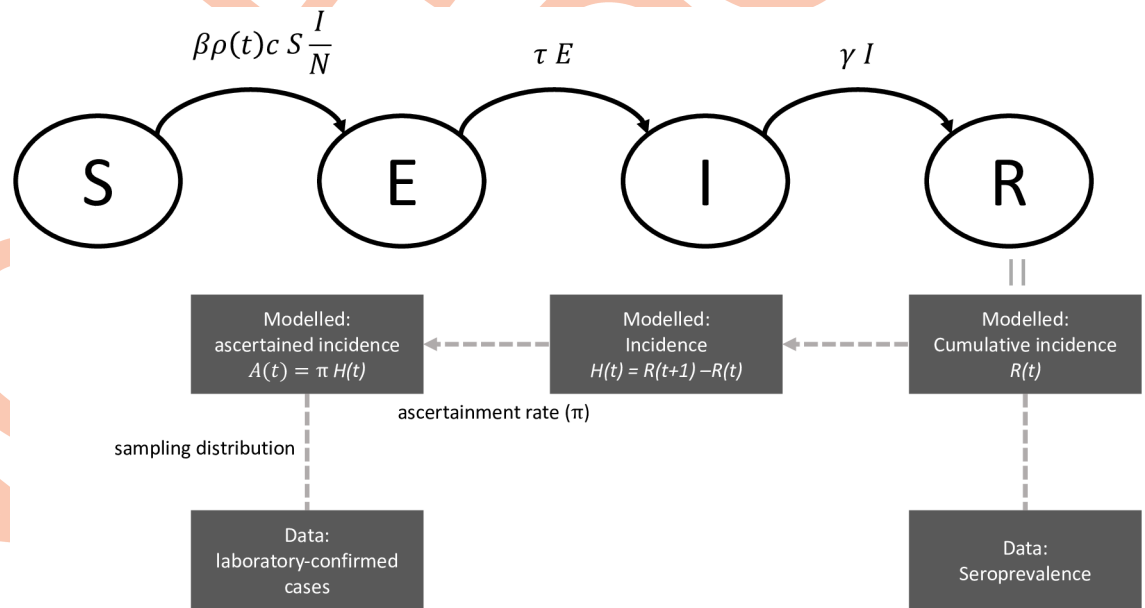 βρ(t)c S I/N
τ E
γ I
S
E
I
R
Modelled:
ascertained incidence
A(t) = π H(t)
Modelled:
Incidence
H(t) = R(t+1) –R(t)
Modelled:
Cumulative incidence
R(t)
ascertainment rate (π)
sampling distribution
Data:
laboratory-confirmed
cases
Data:
Seroprevalence